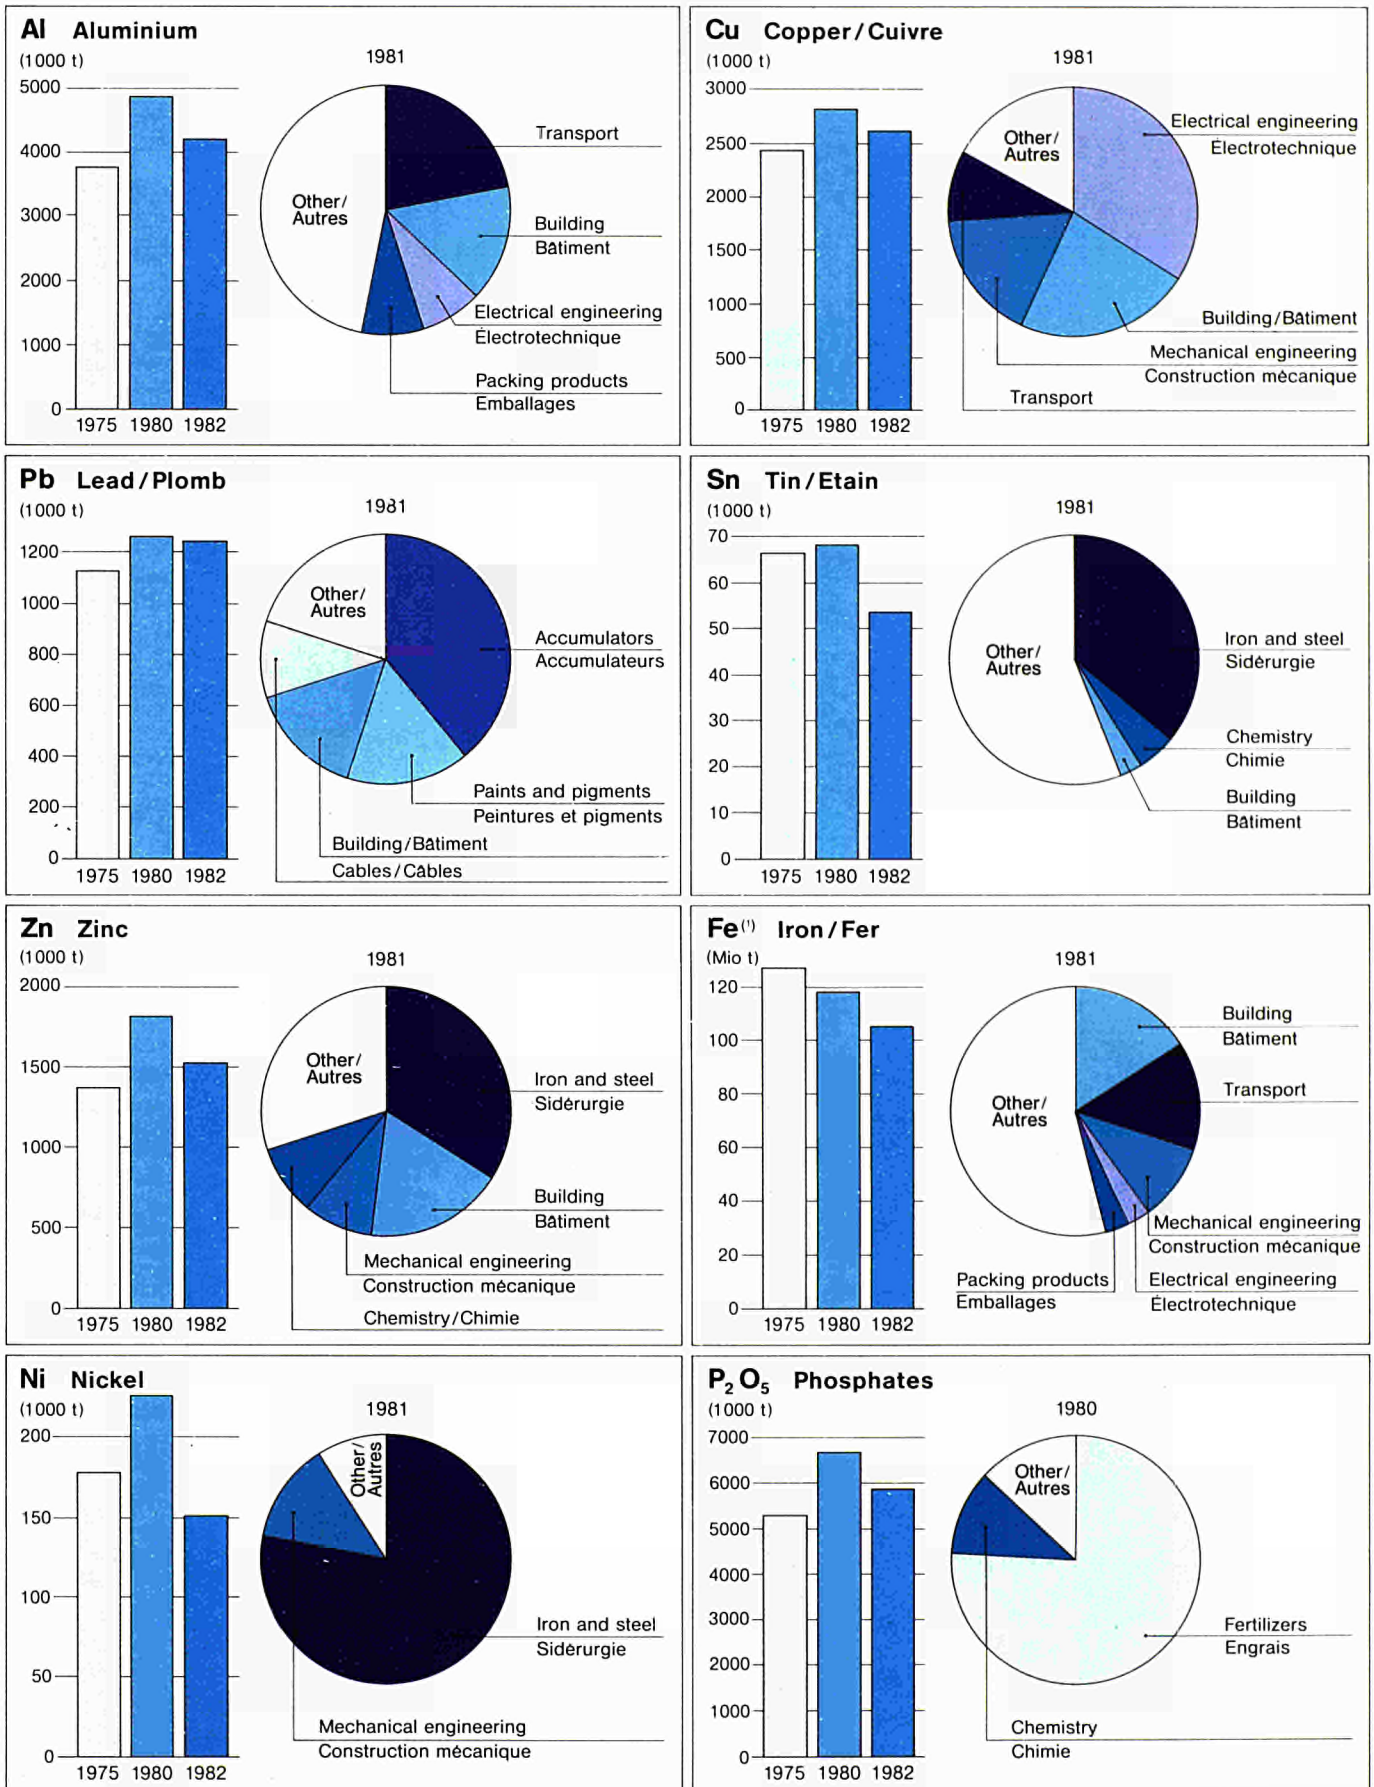 Al Aluminium
(1000 t)
1981
5000
4000
3000
2000
1000
0
1975 1980 1982
Other/
Autres
Transport
Building
Bâtiment
Electrical engineering
Électrotechnique
Packing products
Emballages
Cu Copper/Cuivre
(1000 t)
1981
3000
2500
2000
1500
1000
500
0
1975 1980 1982
Other/
Autres
Electrical engineering
Électrotechnique
Building/Bâtiment
Mechanical engineering
Construction mécanique
Transport
Pb Lead/Plomb
(1000 t)
1981
1200
1000
800
600
400
200
0
1975 1980 1982
Other/
Autres
Accumulators
Accumulateurs
Paints and pigments
Peintures et pigments
Building/Bâtiment
Cables/Câbles
Sn Tin/Etain
(1000 t)
1981
70
60
50
40
30
20
10
0
1975 1980 1982
Other/
Autres
Iron and steel
Sidérurgie
Chemistry
Chimie
Building
Bâtiment
Zn Zinc
(1000 t)
1981
2000
1500
1000
500
0
1975 1980 1982
Other/
Autres
Iron and steel
Sidérurgie
Building
Bâtiment
Mechanical engineering
Construction mécanique
Chemistry/Chimie
Fe(¹) Iron/Fer
(Mio t)
1981
120
100
80
60
40
20
0
1975 1980 1982
Other/
Autres
Building
Bâtiment
Transport
Mechanical engineering
Construction mécanique
Packing products
Emballages
Electrical engineering
Électrotechnique
Ni Nickel
(1000 t)
1981
200
150
100
50
0
1975 1980 1982
Other/
Autres
Iron and steel
Sidérurgie
Mechanical engineering
Construction mécanique
P₂O₅ Phosphates
(1000 t)
1980
7000
6000
5000
4000
3000
2000
1000
0
1975 1980 1982
Other/
Autres
Fertilizers
Engrais
Chemistry
Chimie